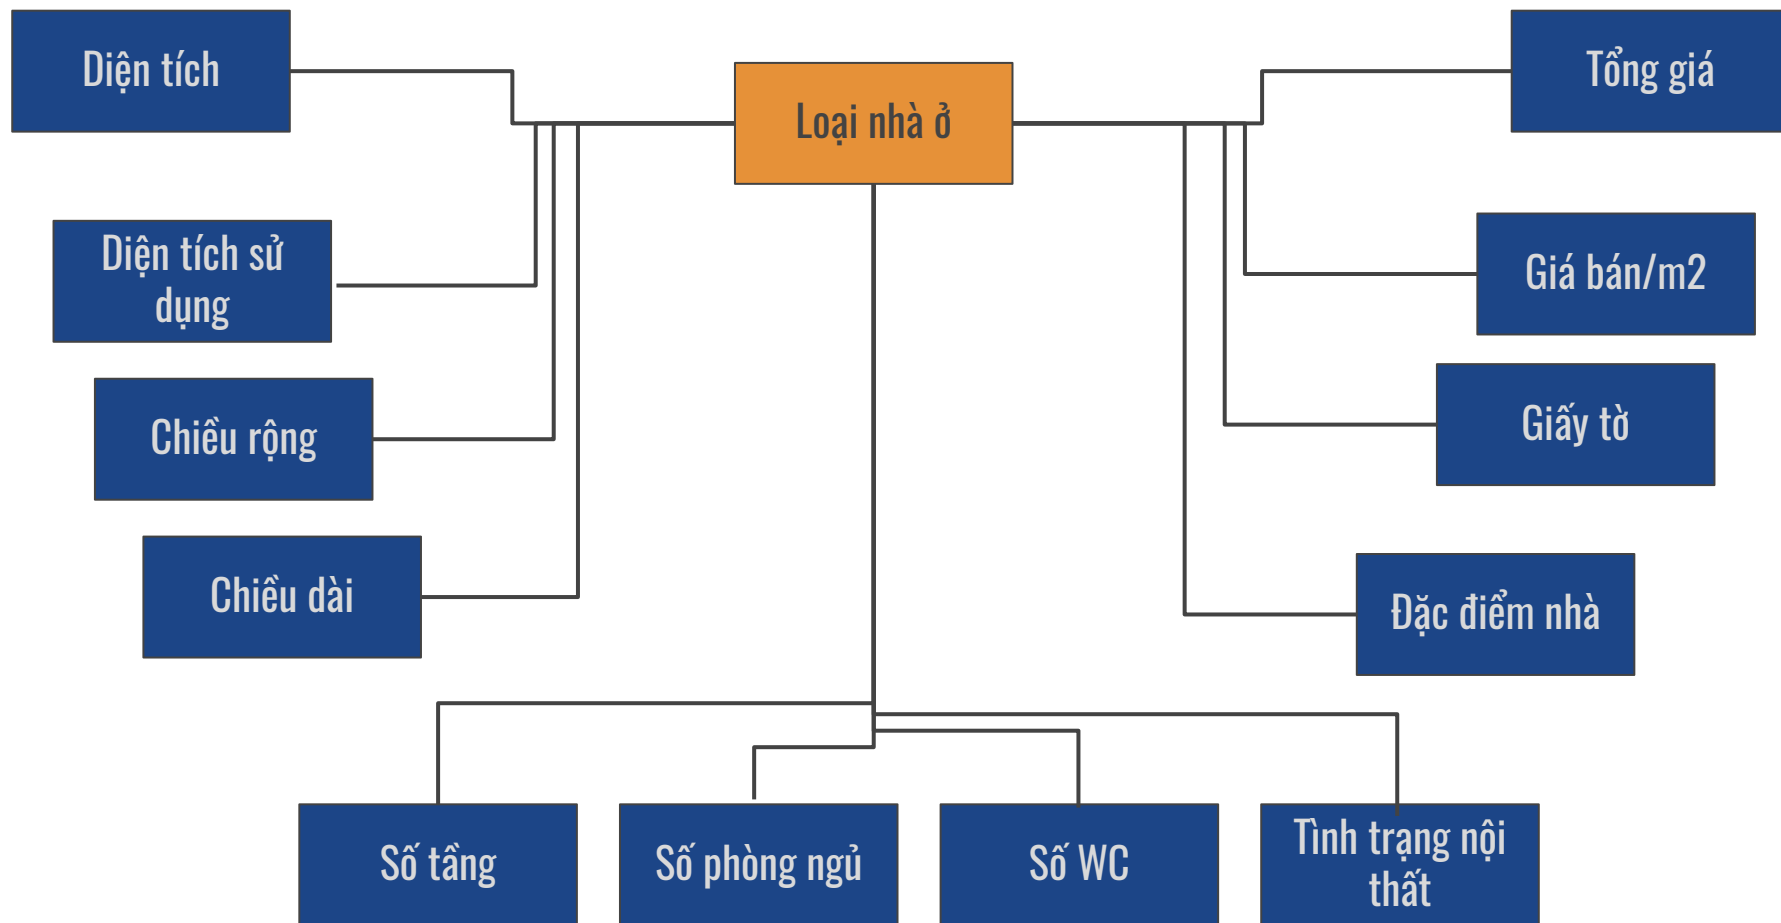 Diện tích
Loại nhà ở
Tổng giá
Diện tích sử
dụng
Giá bán/m2
Chiều rộng
Giấy tờ
Chiều dài
Đặc điểm nhà
Số tầng
Số phòng ngủ
Số WC
Tình trạng nội
thất